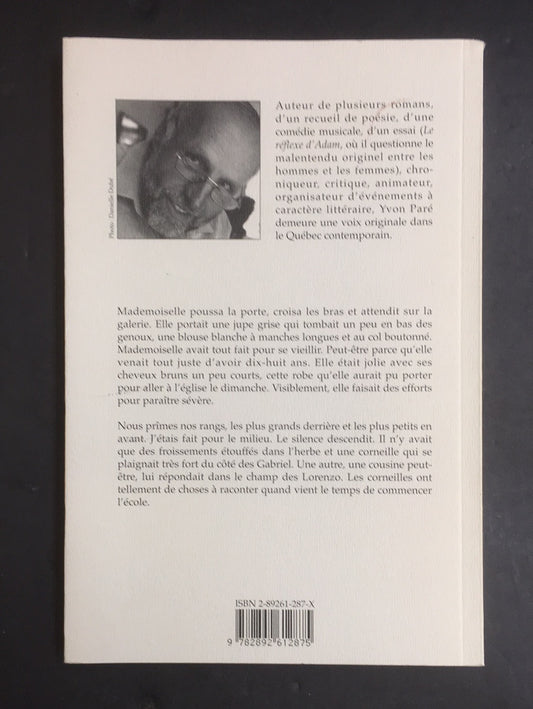 Auteur de plusieurs romans,
d'un recueil de poésie, d'une
comédie musicale, d'un essai (Le
réflexe d'Adam, où il questionne le
malentendu originel entre les
hommes et les femmes), chro-
niqueur, critique, animateur,
organisateur d'événements à
caractère littéraire, Yvon Paré
demeure une voix originale dans
le Québec contemporain.
Photo : Danielle Dubé
Mademoiselle poussa la porte, croisa les bras et attendit sur la
galerie. Elle portait une jupe grise qui tombait un peu en bas des
genoux, une blouse blanche à manches longues et au col boutonné.
Mademoiselle avait tout fait pour se vieillir. Peut-être parce qu'elle
venait tout juste d'avoir dix-huit ans. Elle était jolie avec ses
cheveux bruns un peu courts, cette robe qu'elle aurait pu porter
pour aller à l'église le dimanche. Visiblement, elle faisait des efforts
pour paraître sévère.
Nous prîmes nos rangs, les plus grands derrière et les plus petits en
avant. J'étais fait pour le milieu. Le silence descendit. Il n'y avait
que des froissements étouffés dans l'herbe et une corneille qui se
plaignait très fort du côté des Gabriel. Une autre, une cousine peut-
être, lui répondait dans le champ des Lorenzo. Les corneilles ont
tellement de choses à raconter quand vient le temps de commencer
l'école.
ISBN 2-89261-287-X
9 782892 612875